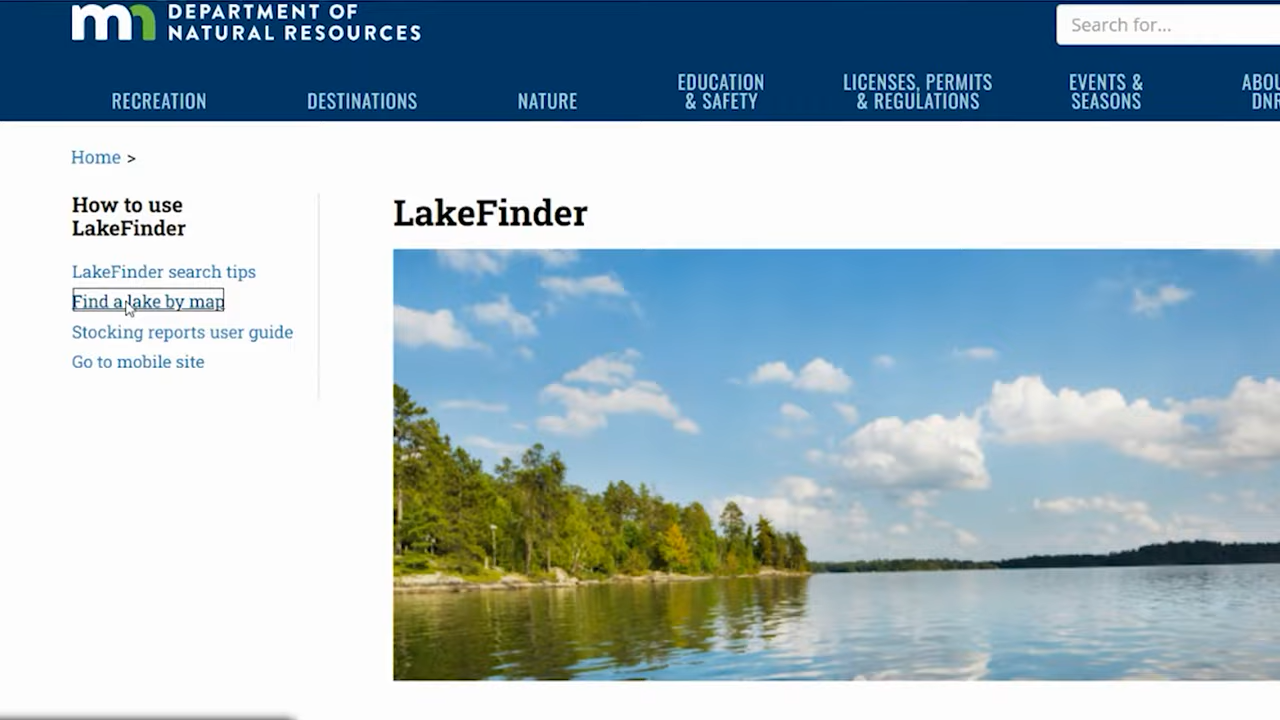 mn DEPARTMENT OF
NATURAL RESOURCES
Search for...
RECREATION
DESTINATIONS
NATURE
EDUCATION
& SAFETY
LICENSES, PERMITS
& REGULATIONS
EVENTS &
SEASONS
Home >
How to use
LakeFinder
LakeFinder search tips
Find a lake by map
Stocking reports user guide
Go to mobile site
LakeFinder